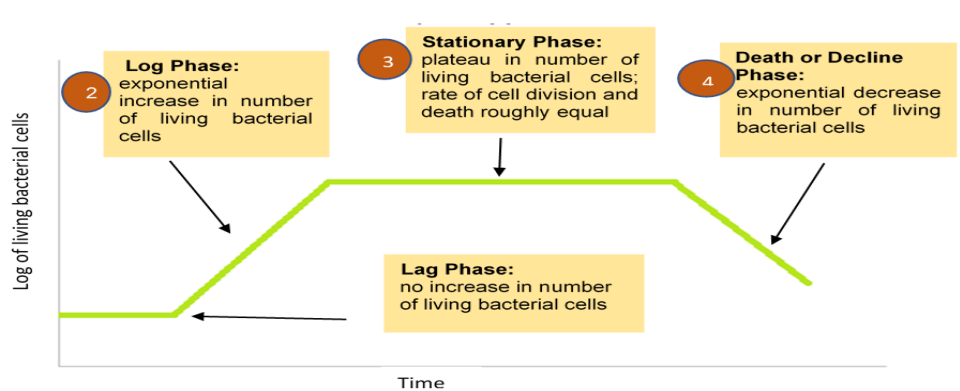 2
Log Phase:
exponential
increase in number
of living bacterial
cells
3
Stationary Phase:
plateau in number of
living bacterial cells;
rate of cell division and
death roughly equal
4
Death or Decline
Phase:
exponential decrease
in number of living
bacterial cells
Log of living bacterial cells
Lag Phase:
no increase in number
of living bacterial cells
Time